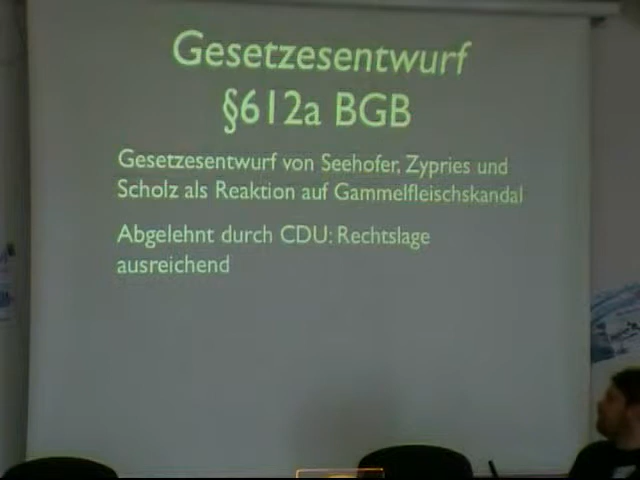 Gesetzesentwurf
§612a BGB
Gesetzesentwurf von Seehofer, Zypries und
Scholz als Reaktion auf Gammelfleischskandal
Abgelehnt durch CDU: Rechtslage
ausreichend